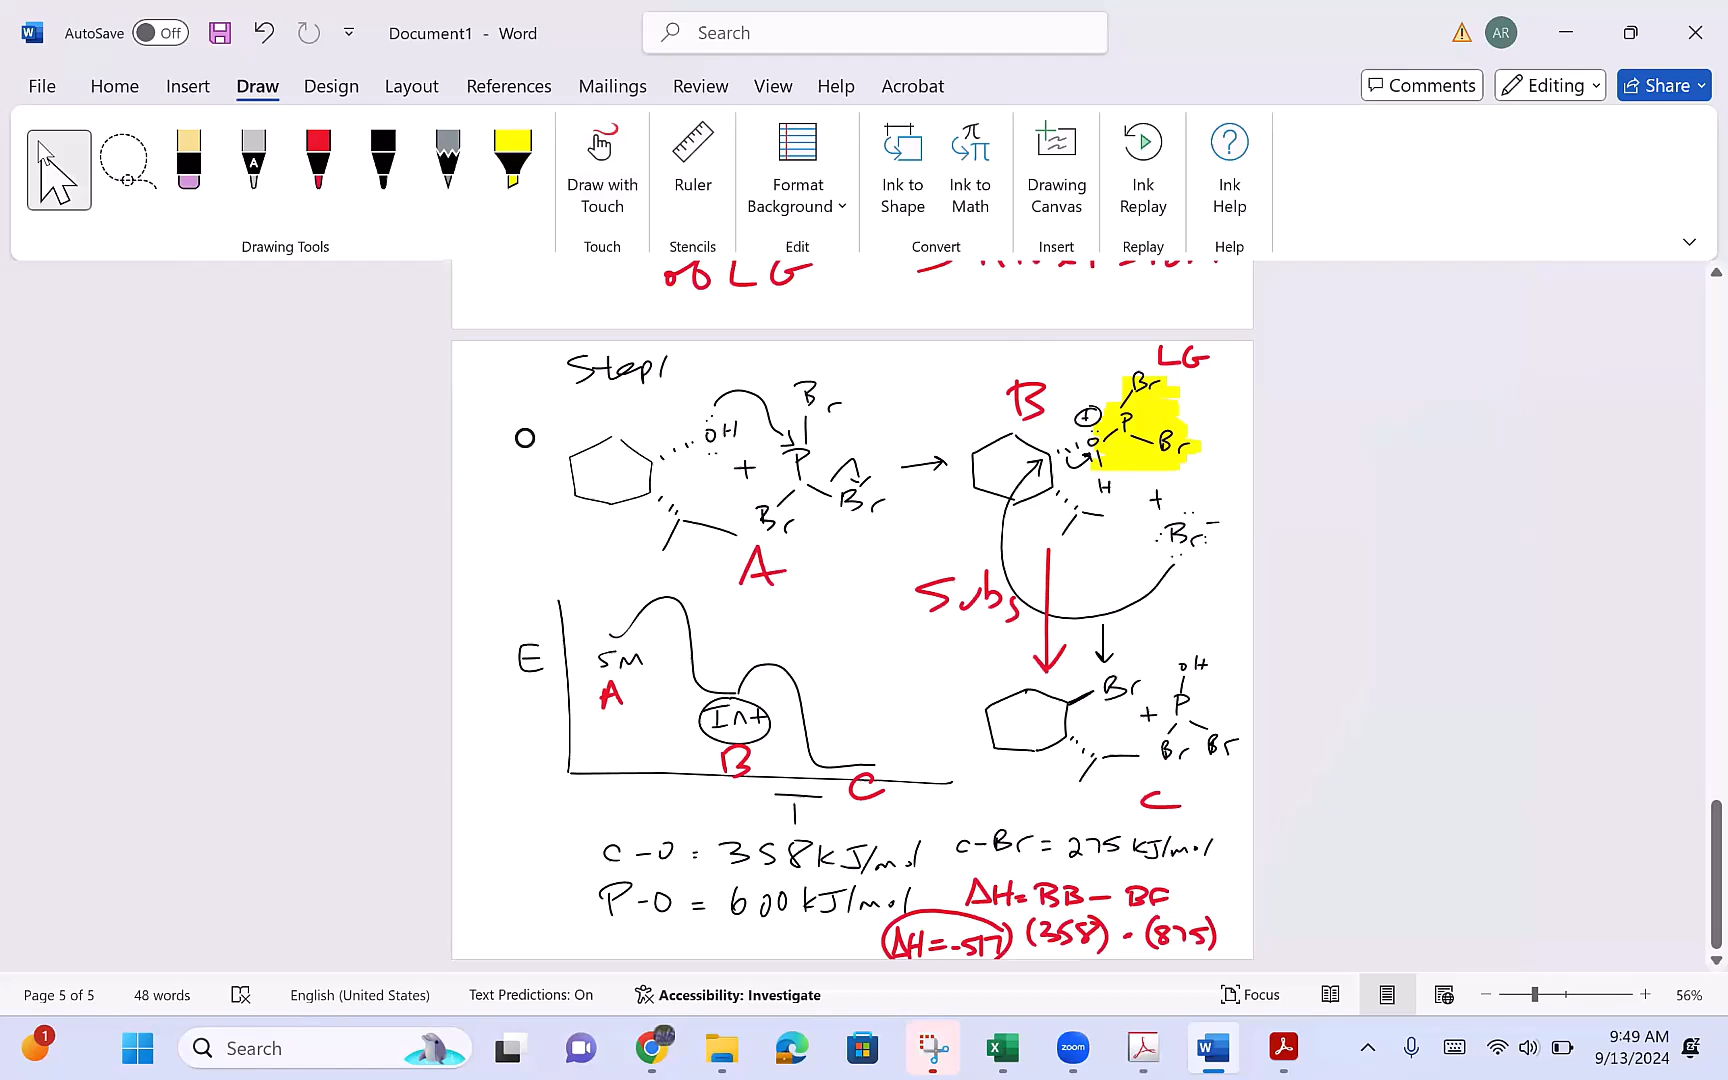 AutoSave Off Document1 - Word Search AR
File Home Insert Draw Design Layout References Mailings Review View Help Acrobat Comments Editing Share
A
Draw with Touch Ruler Format Background Ink to Shape Ink to Math Drawing Canvas Ink Replay Ink Help
Drawing Tools Touch Stencils Edit Convert Insert Replay Help
of LG
Step 1
LG
B
Br
Br
OH
+
P
Br
Br
A
+
O
H
P
Br
Br
+
Br
Subs
E
SM
A
Int
B
C
Br
+
OH
P
Br
Br
C
C-O = 358 kJ/mol C-Br = 275 kJ/mol
P-O = 600 kJ/mol ΔH = BB - BF
ΔH = -517 (358) - (875)
Page 5 of 5 48 words English (United States) Text Predictions: On Accessibility: Investigate Focus 56%
1 Search zoom 9:49 AM
9/13/2024